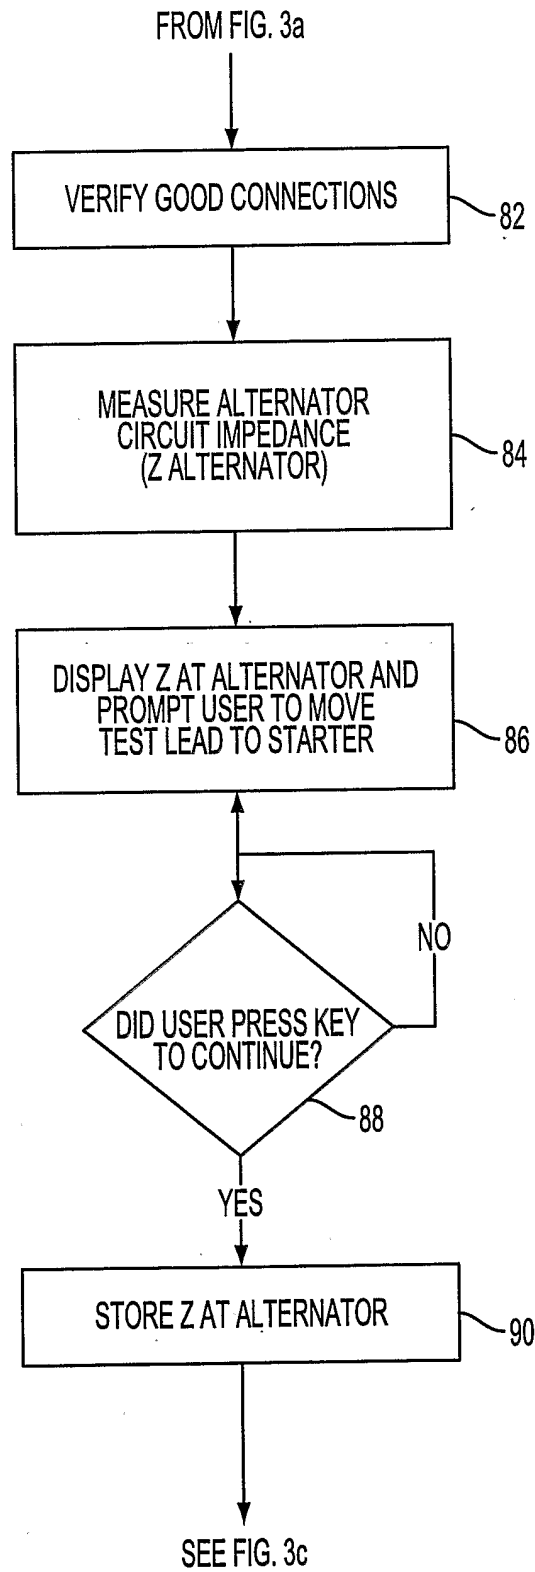 FROM FIG. 3a
VERIFY GOOD CONNECTIONS
82
MEASURE ALTERNATOR
CIRCUIT IMPEDANCE
(Z ALTERNATOR)
84
DISPLAY Z AT ALTERNATOR AND
PROMPT USER TO MOVE
TEST LEAD TO STARTER
86
NO
DID USER PRESS KEY
TO CONTINUE?
88
YES
STORE Z AT ALTERNATOR
90
SEE FIG. 3c